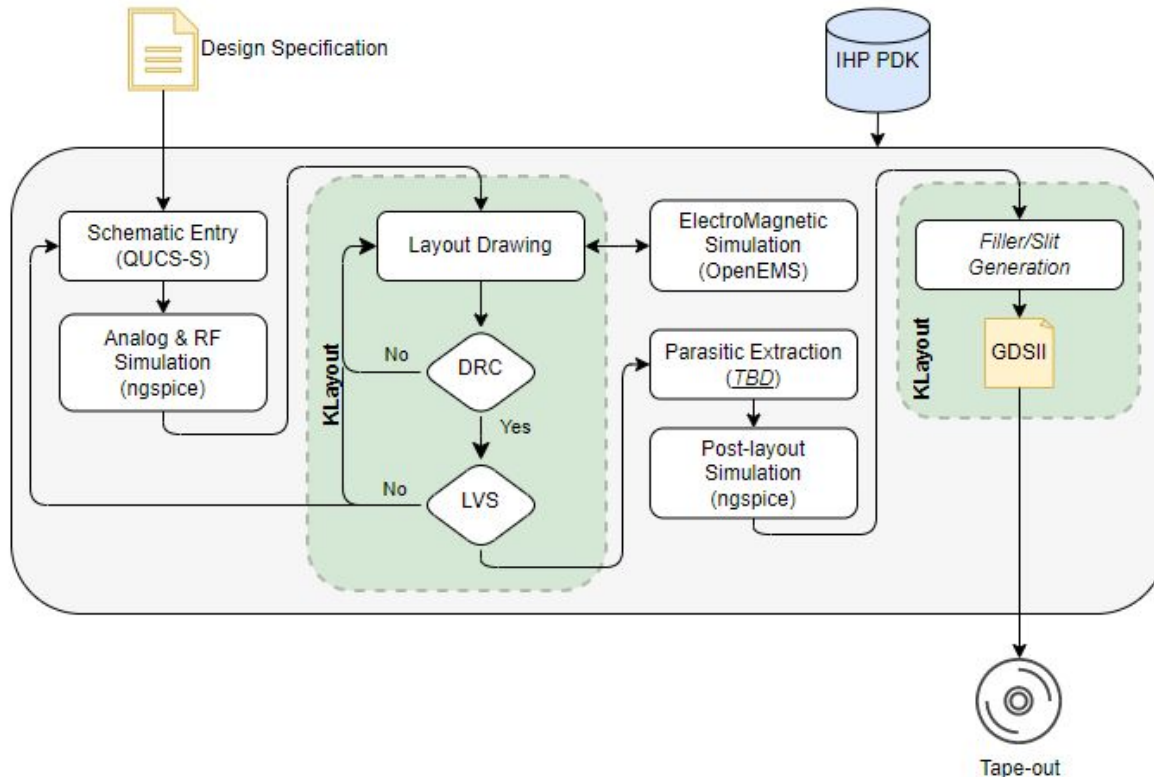 Design Specification
IHP PDK
Schematic Entry
(QUCS-S)
Analog & RF
Simulation
(ngspice)
KLayout
Layout Drawing
No
DRC
Yes
No
LVS
ElectroMagnetic
Simulation
(OpenEMS)
Parasitic Extraction
(TBD)
Post-layout
Simulation
(ngspice)
KLayout
Filler/Slit
Generation
GDSII
Tape-out